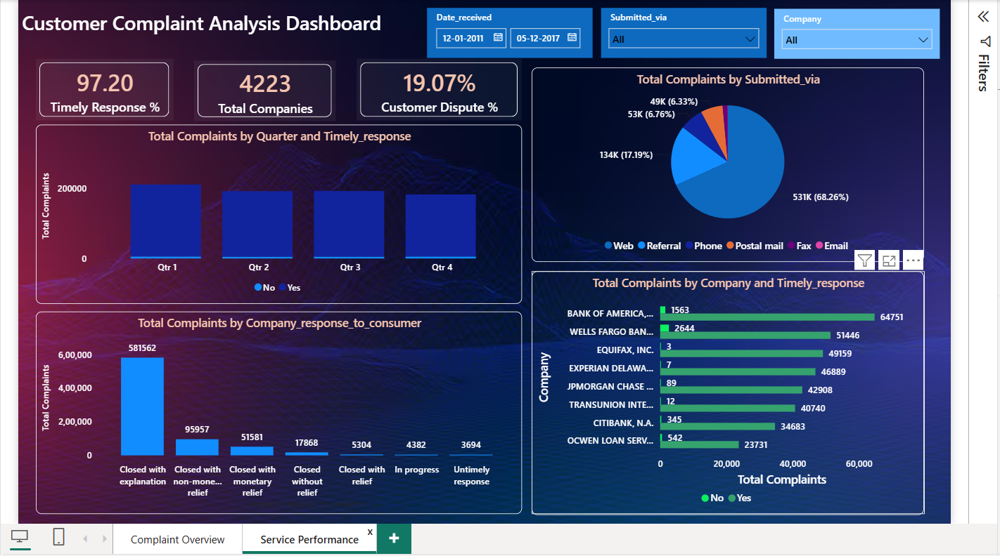 Customer Complaint Analysis Dashboard
Date_received
12-01-2011
05-12-2017
Submitted_via
All
Company
All
Filters
97.20
Timely Response %
4223
Total Companies
19.07%
Customer Dispute %
Total Complaints by Quarter and Timely_response
Total Complaints
200000
0
Qtr 1
Qtr 2
Qtr 3
Qtr 4
No Yes
Total Complaints by Submitted_via
49K (6.33%)
53K (6.76%)
134K (17.19%)
531K (68.26%)
Web Referral Phone Postal mail Fax Email
Total Complaints by Company_response_to_consumer
Total Complaints
6,00,000
4,00,000
2,00,000
0
581562
95957
51581
17868
5304
4382
3694
Closed with
explanation
Closed with
non-mone...
relief
Closed with
monetary
relief
Closed
without
relief
Closed with
relief
In progress
Untimely
response
Total Complaints by Company and Timely_response
Company
BANK OF AMERICA,...
1563
64751
WELLS FARGO BAN...
2644
51446
EQUIFAX, INC.
3
49159
EXPERIAN DELAWA...
7
46889
JPMORGAN CHASE ...
89
42908
TRANSUNION INTE...
12
40740
CITIBANK, N.A.
345
34683
OCWEN LOAN SERV...
542
23731
0
20,000
40,000
60,000
Total Complaints
No Yes
Complaint Overview
Service Performance
x
+